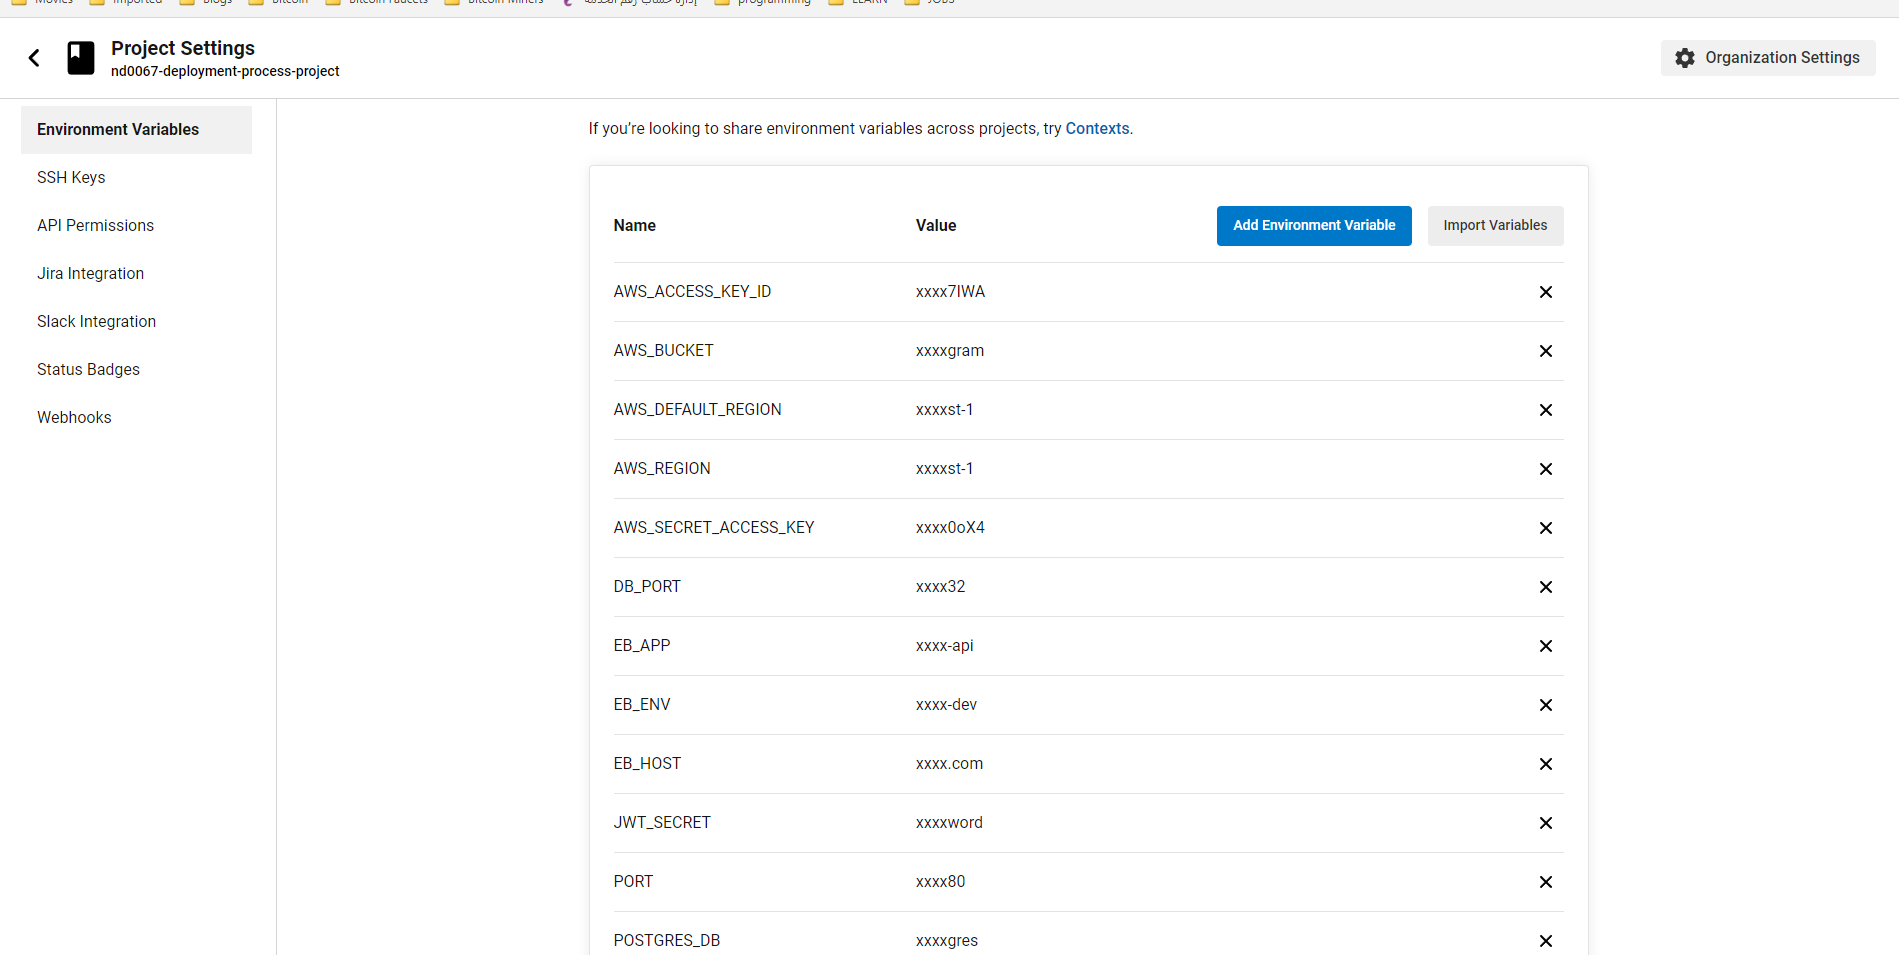 Movies Imported Blogs Bitcoin Bitcoin Faucets Bitcoin Miners programming LEARN JOBS
Project Settings
nd0067-deployment-process-project
Organization Settings
Environment Variables
SSH Keys
API Permissions
Jira Integration
Slack Integration
Status Badges
Webhooks
If you’re looking to share environment variables across projects, try Contexts.
Name Value Add Environment Variable Import Variables
AWS_ACCESS_KEY_ID xxxx7IWA
AWS_BUCKET xxxxgram
AWS_DEFAULT_REGION xxxxst-1
AWS_REGION xxxxst-1
AWS_SECRET_ACCESS_KEY xxxx0oX4
DB_PORT xxxx32
EB_APP xxxx-api
EB_ENV xxxx-dev
EB_HOST xxxx.com
JWT_SECRET xxxxword
PORT xxxx80
POSTGRES_DB xxxxgres